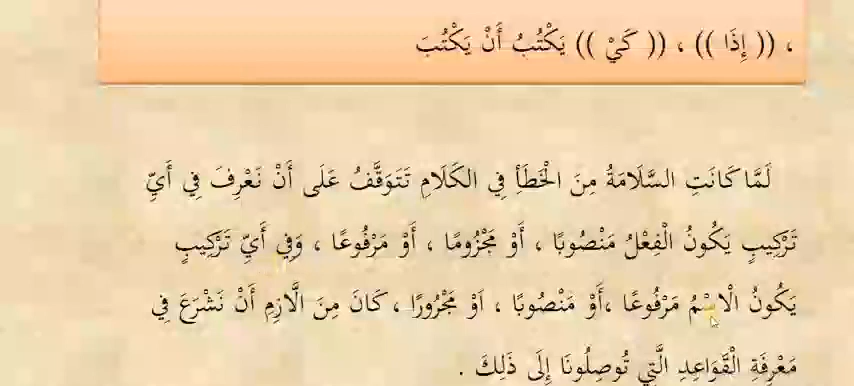 ، (( إِذَا )) ، (( كَيْ )) يَكْتُبُ أَنْ يَكْتُبَ
لَمَّا كَانَتِ السَّلَامَةُ مِنَ الْخَطَأِ فِي الكَلَامِ تَتَوَقَّفُ عَلَى أَنْ نَعْرِفَ فِي أَيِّ
تَرْكِيبٍ يَكُونُ الْفِعْلُ مَنْصُوبًا ، أَوْ مَجْزُومًا ، أَوْ مَرْفُوعًا ، وَفِي أَيِّ تَرْكِيبٍ
يَكُونُ الْاسْمُ مَرْفُوعًا ،أَوْ مَنْصُوبًا ، اَوْ مَجْرُورًا ، كَانَ مِنَ الَّازِمِ أَنْ نَشْرَعَ فِي
مَعْرِفَةِ الْقَوَاعِدِ الَّتِي تُوصِلُونَا إِلَى ذَلِكَ .